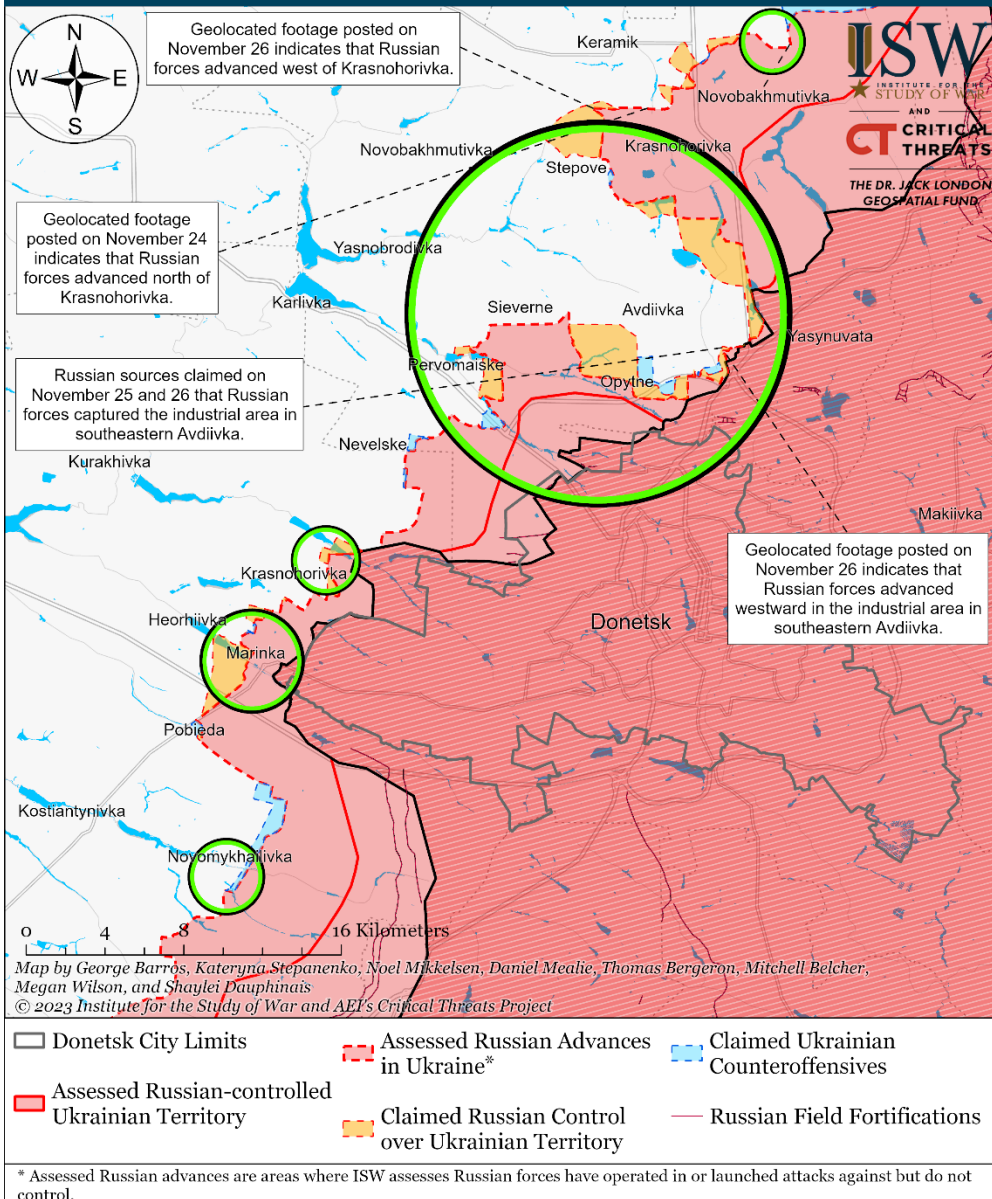 N
W
E
S
Geolocated footage posted on
November 26 indicates that Russian
forces advanced west of Krasnohorivka.
Keramik
ISW
INSTITUTE FOR THE
STUDY OF WAR
AND
CT CRITICAL
THREATS
THE DR. JACK LONDON
GEOSPATIAL FUND
Novobakhmutivka
Novobakhmutivka
Krasnohorivka
Stepove
Geolocated footage
posted on November 24
indicates that Russian
forces advanced north of
Krasnohorivka.
Yasnobrodivka
Karlivka
Sieverne
Avdiivka
Yasynuvata
Pervomaiske
Opytne
Russian sources claimed on
November 25 and 26 that Russian
forces captured the industrial area in
southeastern Avdiivka.
Nevelske
Kurakhivka
Makiivka
Geolocated footage posted on
November 26 indicates that
Russian forces advanced
westward in the industrial area in
southeastern Avdiivka.
Krasnohorivka
Heorhiivka
Donetsk
Marinka
Pobieda
Kostiantynivka
Novomykhailivka
0 4 8 16 Kilometers
Map by George Barros, Kateryna Stepanenko, Noel Mikkelsen, Daniel Mealie, Thomas Bergeron, Mitchell Belcher,
Megan Wilson, and Shaylei Dauphinais
© 2023 Institute for the Study of War and AEI's Critical Threats Project
Donetsk City Limits
Assessed Russian-controlled
Ukrainian Territory
Assessed Russian Advances
in Ukraine*
Claimed Russian Control
over Ukrainian Territory
Claimed Ukrainian
Counteroffensives
Russian Field Fortifications
* Assessed Russian advances are areas where ISW assesses Russian forces have operated in or launched attacks against but do not
control.